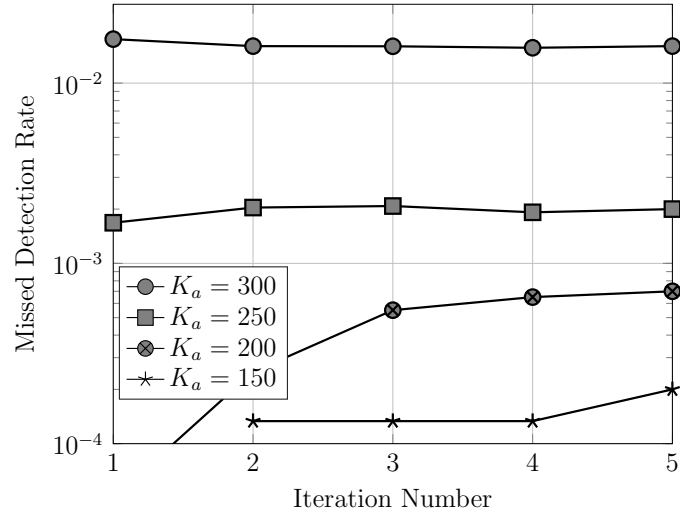 10^{-2}
10^{-3}
10^{-4}
Missed Detection Rate
K_a = 300
K_a = 250
K_a = 200
K_a = 150
1 2 3 4 5
Iteration Number